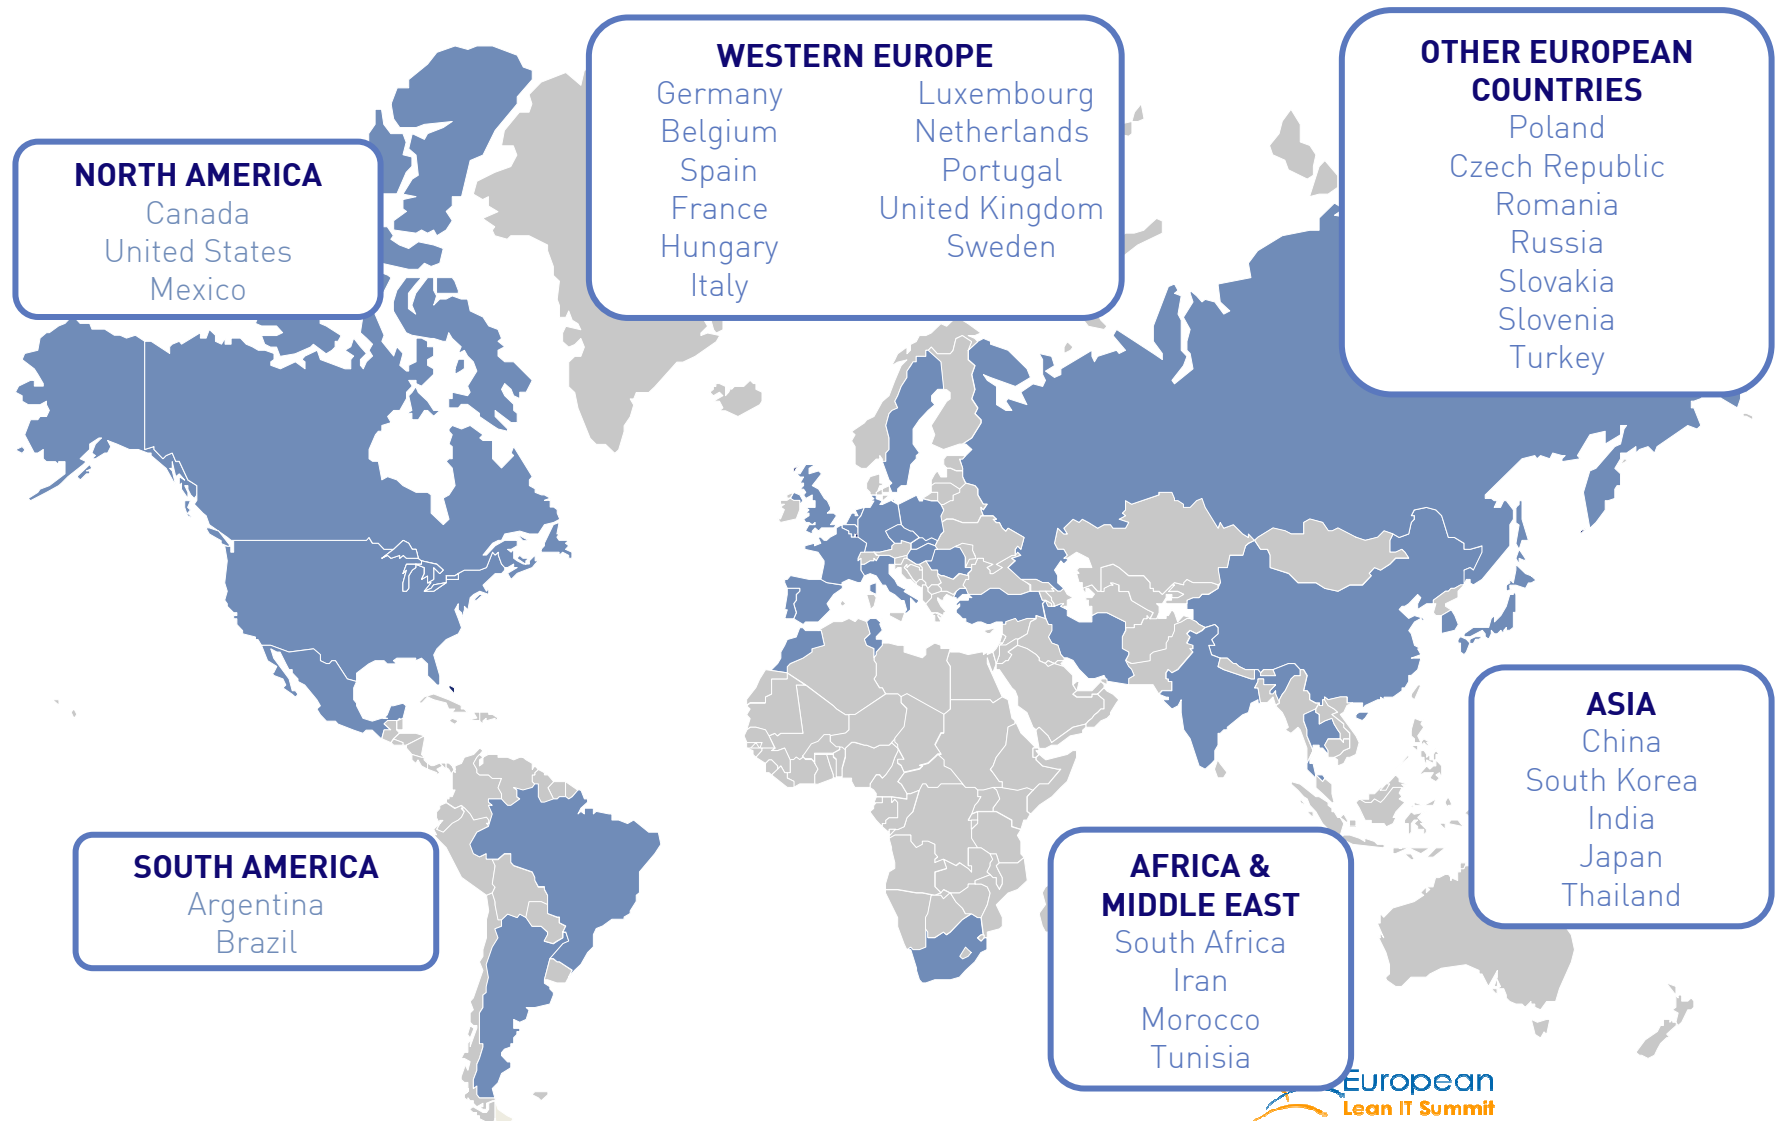 WESTERN EUROPE
Germany
Belgium
Spain
France
Hungary
Italy
Luxembourg
Netherlands
Portugal
United Kingdom
Sweden
OTHER EUROPEAN
COUNTRIES
Poland
Czech Republic
Romania
Russia
Slovakia
Slovenia
Turkey
NORTH AMERICA
Canada
United States
Mexico
ASIA
China
South Korea
India
Japan
Thailand
SOUTH AMERICA
Argentina
Brazil
AFRICA &
MIDDLE EAST
South Africa
Iran
Morocco
Tunisia
European
Lean IT Summit